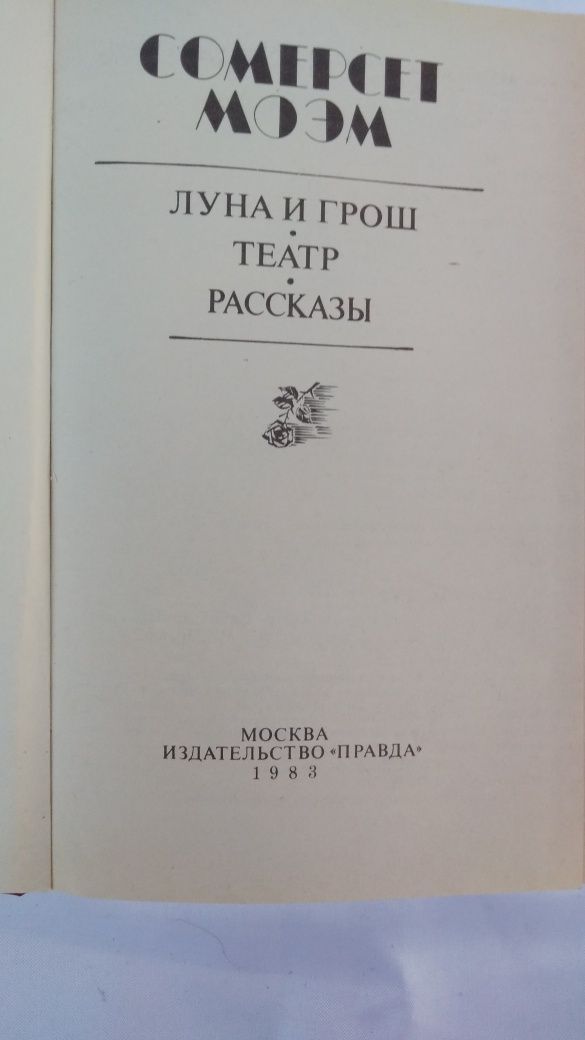 СОМЕРСЕТ
МОЭМ
ЛУНА И ГРОШ
•
ТЕАТР
•
РАССКАЗЫ
МОСКВА
ИЗДАТЕЛЬСТВО «ПРАВДА»
1983